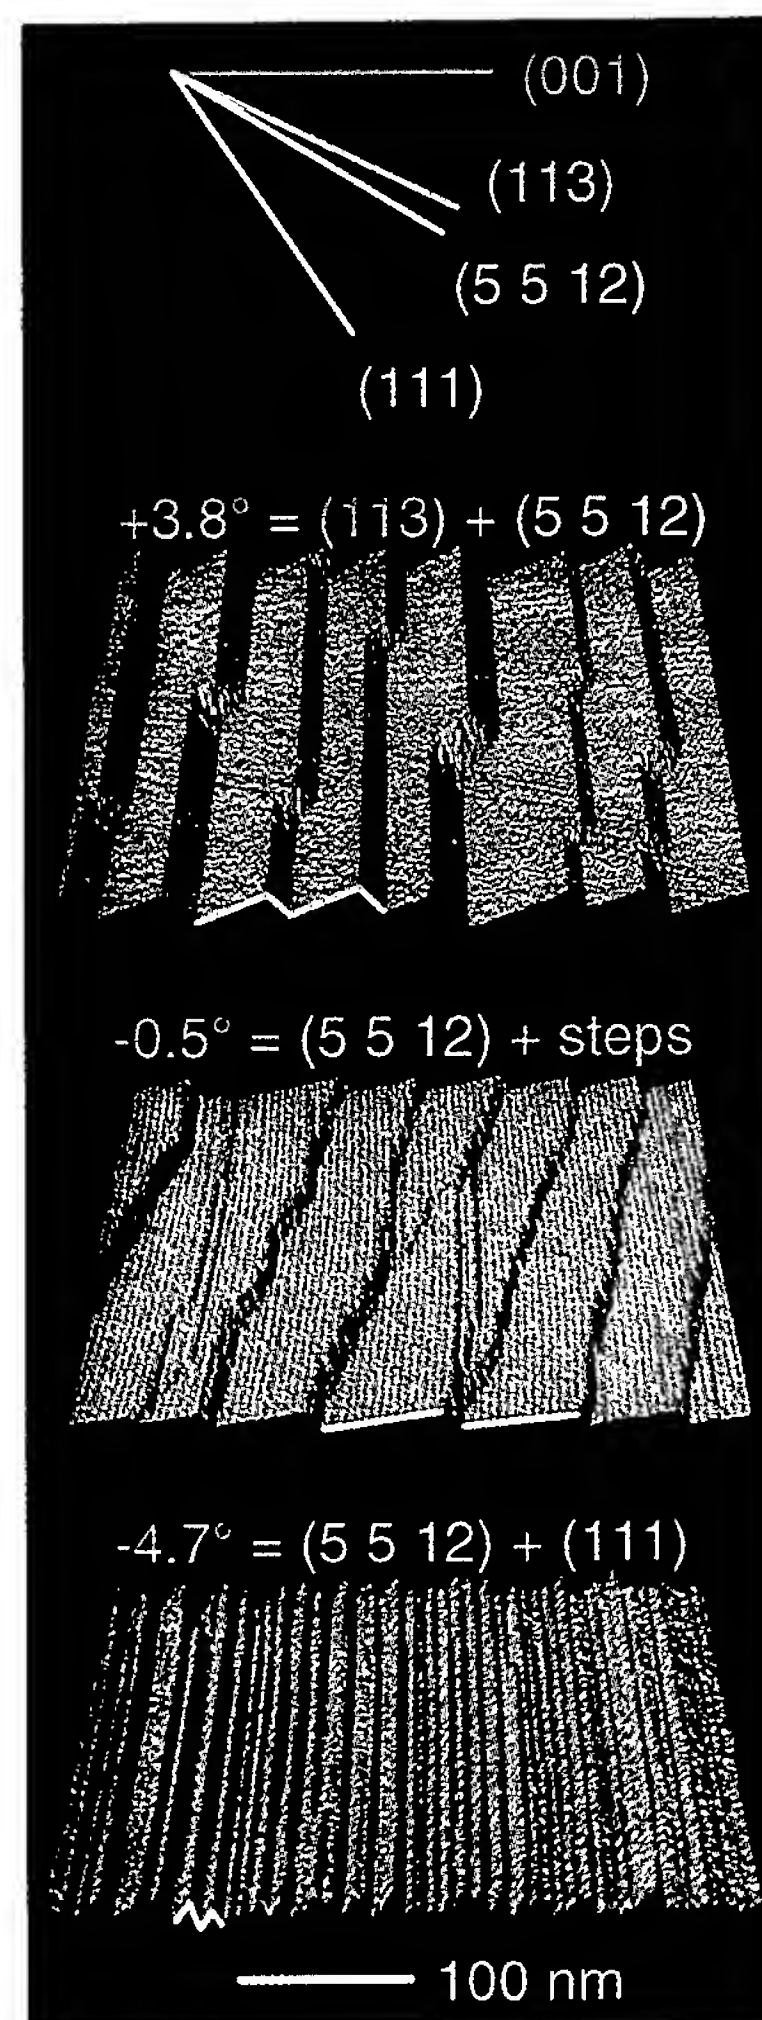 (001)
(113)
(5 5 12)
(111)
+3.8° = (113) + (5 5 12)
-0.5° = (5 5 12) + steps
-4.7° = (5 5 12) + (111)
100 nm